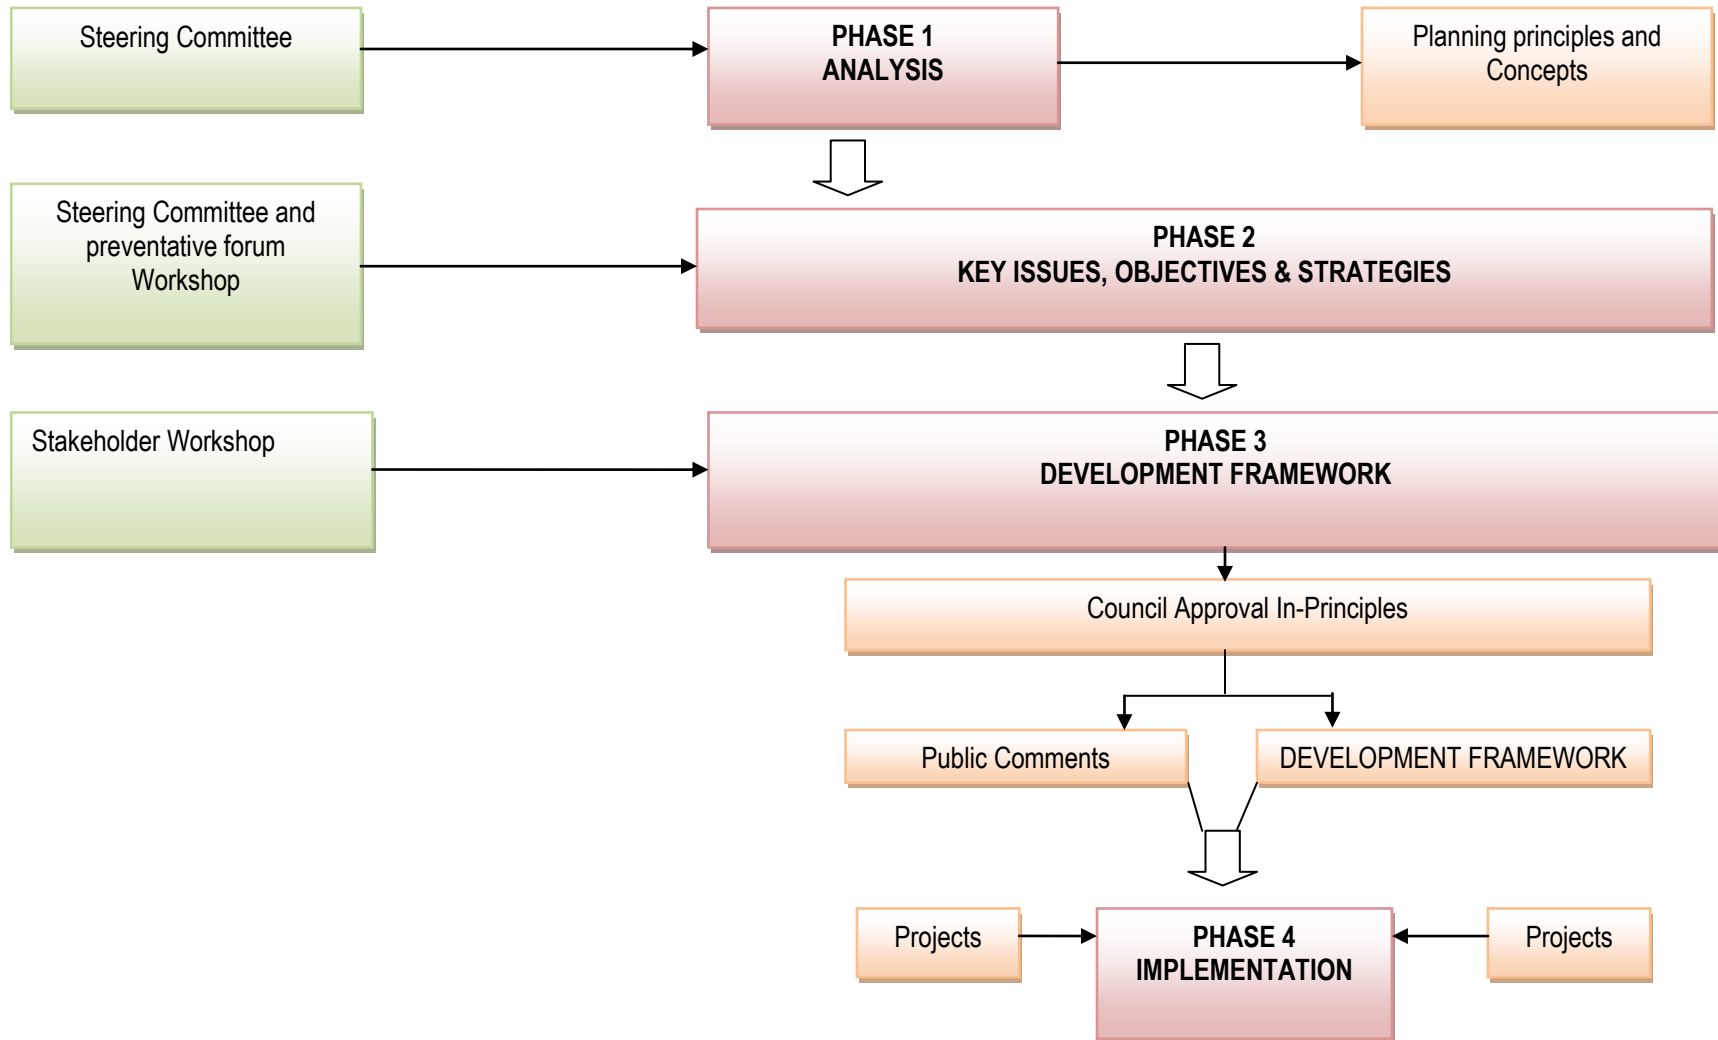 Steering Committee
PHASE 1
ANALYSIS
Planning principles and
Concepts
Steering Committee and
preventative forum
Workshop
PHASE 2
KEY ISSUES, OBJECTIVES & STRATEGIES
Stakeholder Workshop
PHASE 3
DEVELOPMENT FRAMEWORK
Council Approval In-Principles
Public Comments
DEVELOPMENT FRAMEWORK
Projects
PHASE 4
IMPLEMENTATION
Projects